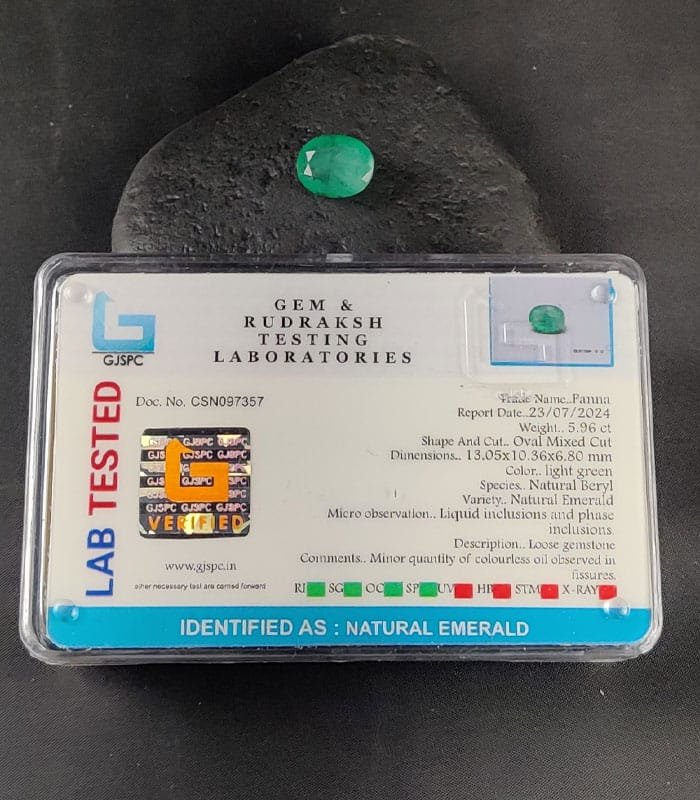 GJSPC
GEM &
RUDRAKSH
TESTING
LABORATORIES
LAB TESTED
Doc. No. CSN097357
GJSPC GJSPC GJSPC
VERIFIED
www.gjspc.in
other necessary test are carried forward
Trade Name..Panna
Report Date..23/07/2024
Weight.. 5.96 ct
Shape And Cut.. Oval Mixed Cut
Dimensions.. 13.05x10.36x6.80 mm
Color.. light green
Species.. Natural Beryl
Variety.. Natural Emerald
Micro observation.. Liquid inclusions and phase
inclusions.
Description.. Loose gemstone
Comments.. Minor quantity of colourless oil observed in
fissures.
RI SG OC SP UV HB STM X-RAY
IDENTIFIED AS : NATURAL EMERALD